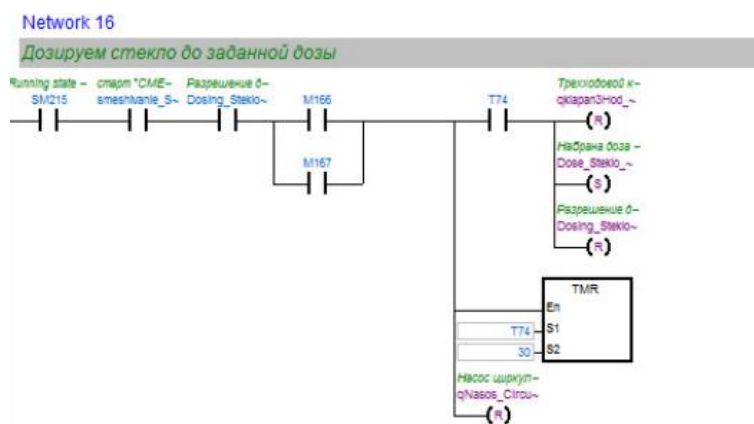 Network 16
Дозируем стекло до заданной дозы
Running state ~ старт "СМЕ~ Разрешение д~ Трехходовой к~
SM215 smeshivanie_S~ Dosing_Steklo~ M166 T74 qklapan3Hod_~
(R)
M167
Набрана доза ~
Dose_Steklo_~
(S)
Разрешение д~
Dosing_Steklo~
(R)
TMR
En
T74 S1
30 S2
Насос циркул~
qNasos_Circu~
(R)